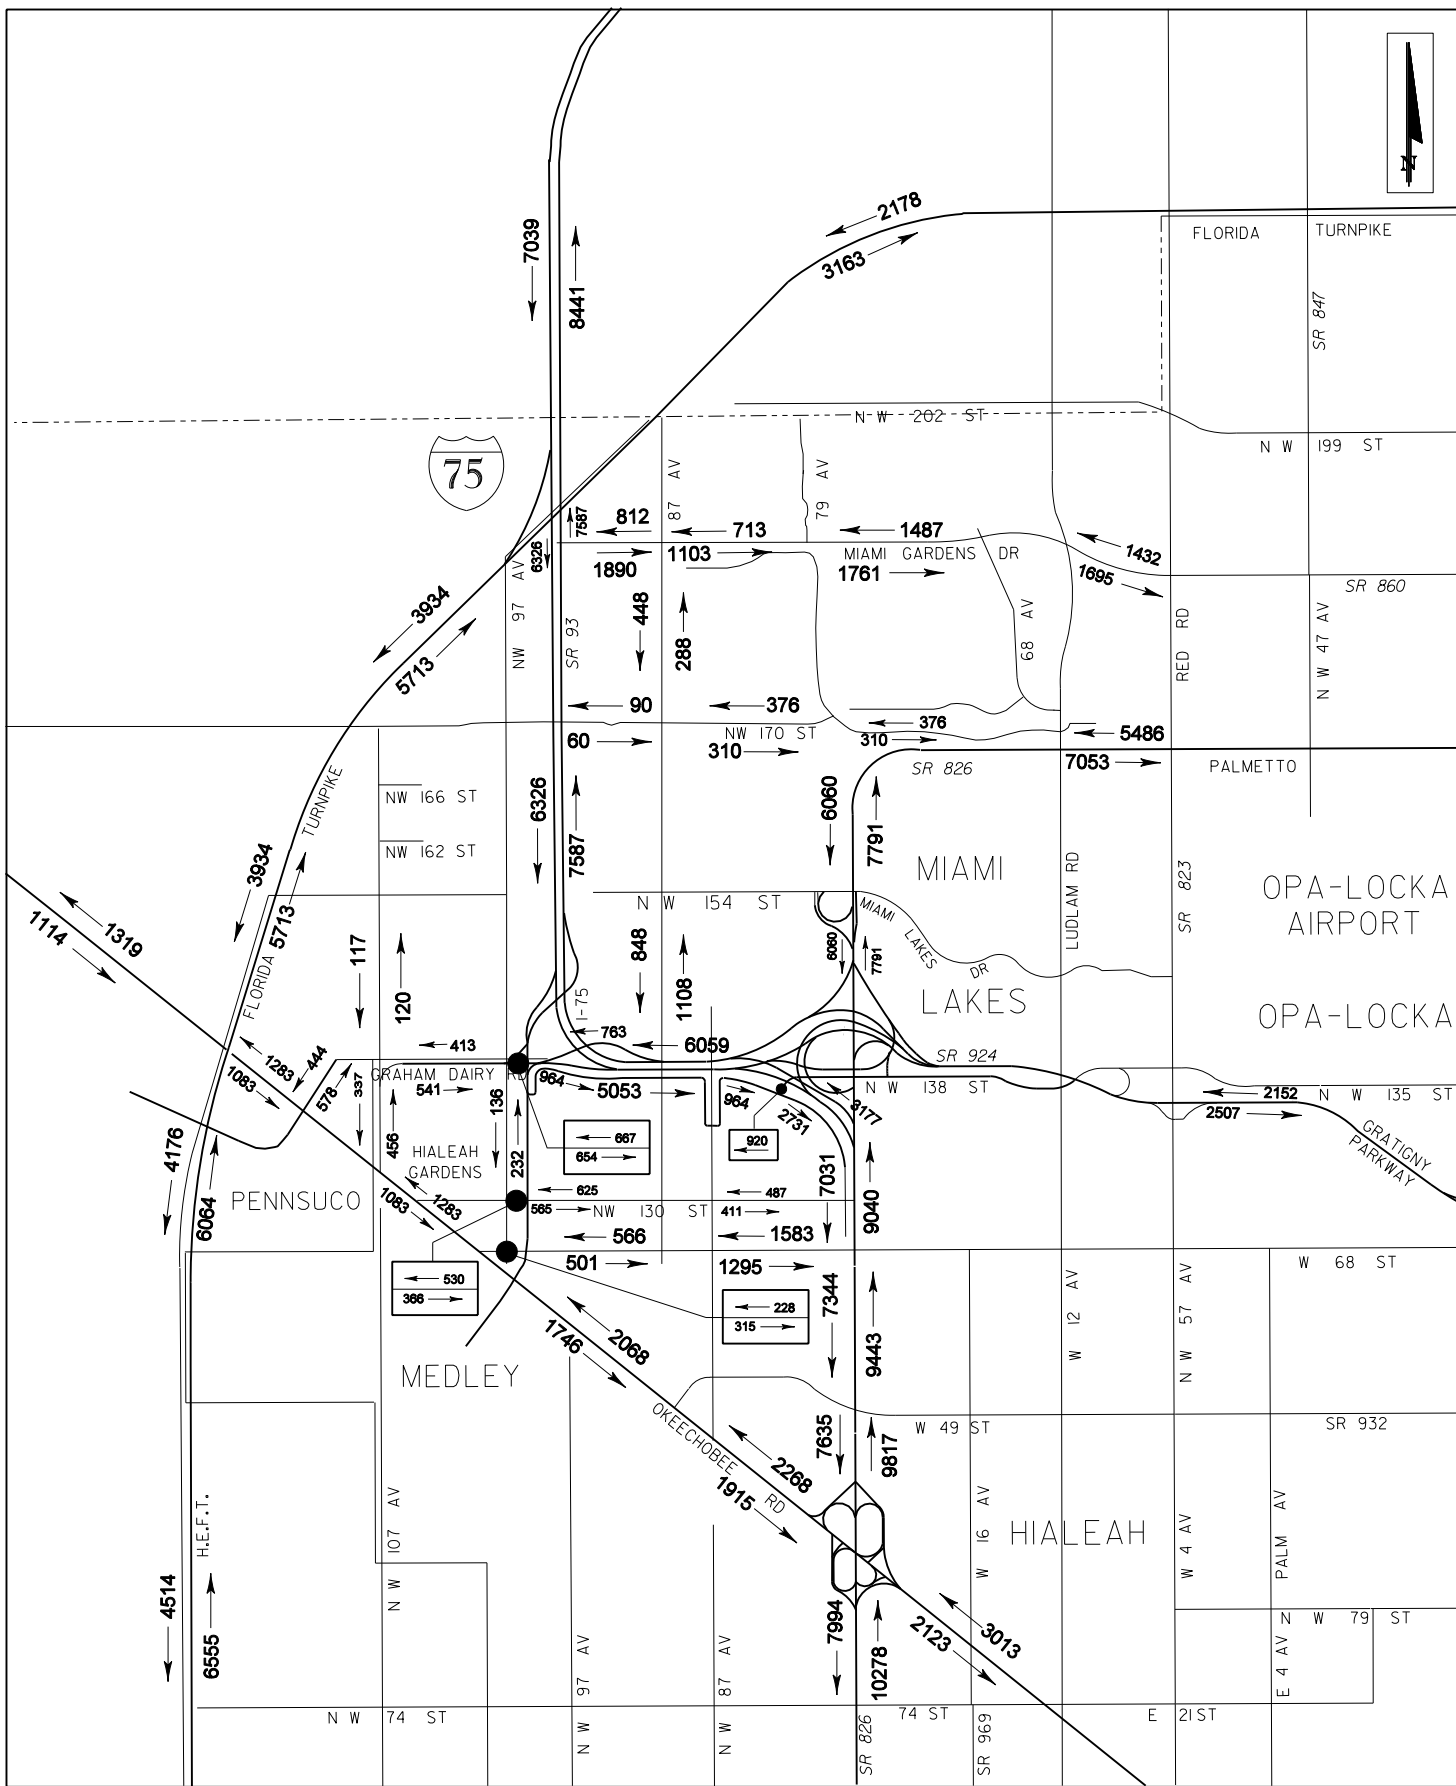 N
2178
7039
FLORIDA TURNPIKE
3163
8441
SR 847
N W 202 ST
N W 199 ST
75
87 AV
79 AV
7587
812
713
1487
6326
1103
MIAMI GARDENS DR
1432
1890
1761
1695
SR 860
NW 97 AV
3934
448
68 AV
RED RD
N W 47 AV
SR 93
288
5713
90
376
376
NW 170 ST
5486
60
310
310
SR 826
7053
PALMETTO
TURNPIKE
NW 166 ST
6326
6060
7587
7791
NW 162 ST
3934
MIAMI
LUDLAM RD
SR 823
OPA-LOCKA
AIRPORT
N W 154 ST
MIAMI LAKES DR
1114
1319
5713
117
848
6060
7791
FLORIDA
120
I-75
1108
LAKES
OPA-LOCKA
763
413
6059
SR 924
1283
444
1083
GRAHAM DAIRY RD
541
964
5053
964
N W 138 ST
2152
N W 135 ST
578
337
136
2731
3177
2507
4176
456
667
654
920
GRATIGNY
PARKWAY
HIALEAH
GARDENS
232
7031
PENNSUCO
1083
1283
625
487
6064
565
NW 130 ST
411
9040
566
1583
501
1295
W 68 ST
530
366
228
315
7344
W 12 AV
N W 57 AV
1746
2068
9443
MEDLEY
OKEECHOBEE RD
7635
W 49 ST
SR 932
9817
2268
1915
H.E.F.T.
N W 107 AV
W 16 AV
HIALEAH
W 4 AV
PALM AV
4514
6555
7994
10278
2123
3013
N W 79 ST
N W 97 AV
N W 87 AV
E 4 AV
N W 74 ST
74 ST
E 21 ST
SR 826
SR 969